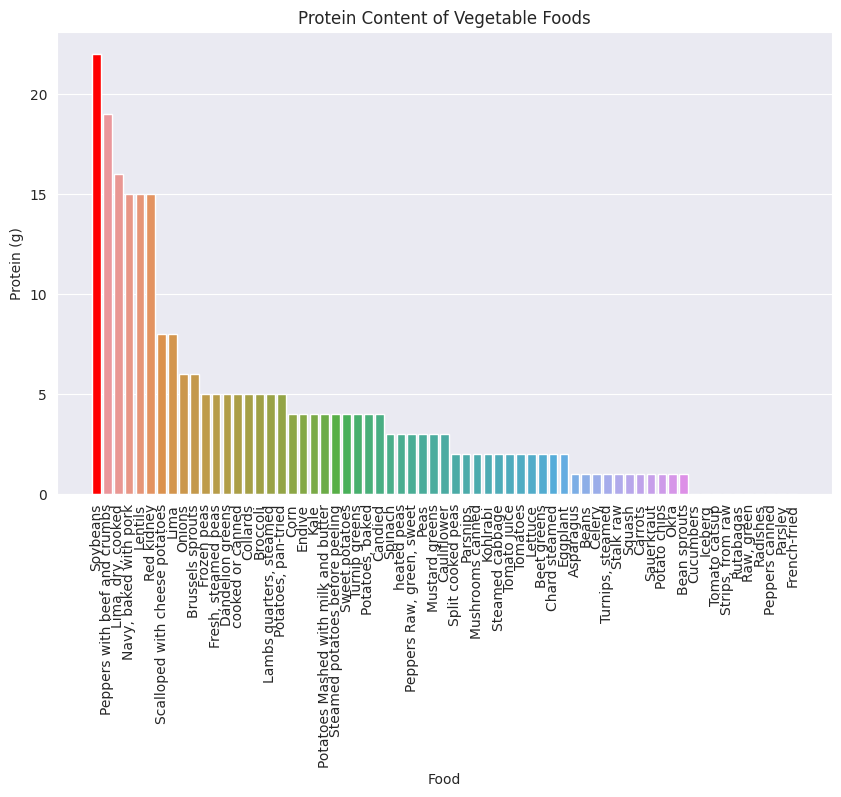 Protein Content of Vegetable Foods
Protein (g)
20
15
10
5
0
Soybeans
Peppers with beef and crumbs
Lima, dry, cooked
Navy, baked with pork
Lentils
Red kidney
Scalloped with cheese potatoes
Lima
Onions
Brussels sprouts
Frozen peas
Fresh, steamed peas
Dandelion greens
cooked or canned
Collards
Broccoli
Lambs quarters, steamed
Potatoes, pan-tried
Corn
Endive
Kale
Potatoes Mashed with milk and butter
Steamed potatoes before peeling
Sweet potatoes
Turnip greens
Potatoes, baked
Candied
Spinach
heated peas
Peppers Raw, green, sweet
Peas
Mustard greens
Cauliflower
Split cooked peas
Parsnips
Mushrooms canned
Kohlrabi
Steamed cabbage
Tomato juice
Tomatoes
Lettuce
Beet greens
Chard steamed
Eggplant
Asparagus
Beans
Celery
Turnips, steamed
Stalk raw
Squash
Carrots
Sauerkraut
Potato chips
Okra
Bean sprouts
Cucumbers
Iceberg
Tomato catsup
Strips, from raw
Rutabagas
Raw, green
Radishes
Peppers canned
Parsley
French-fried
Food